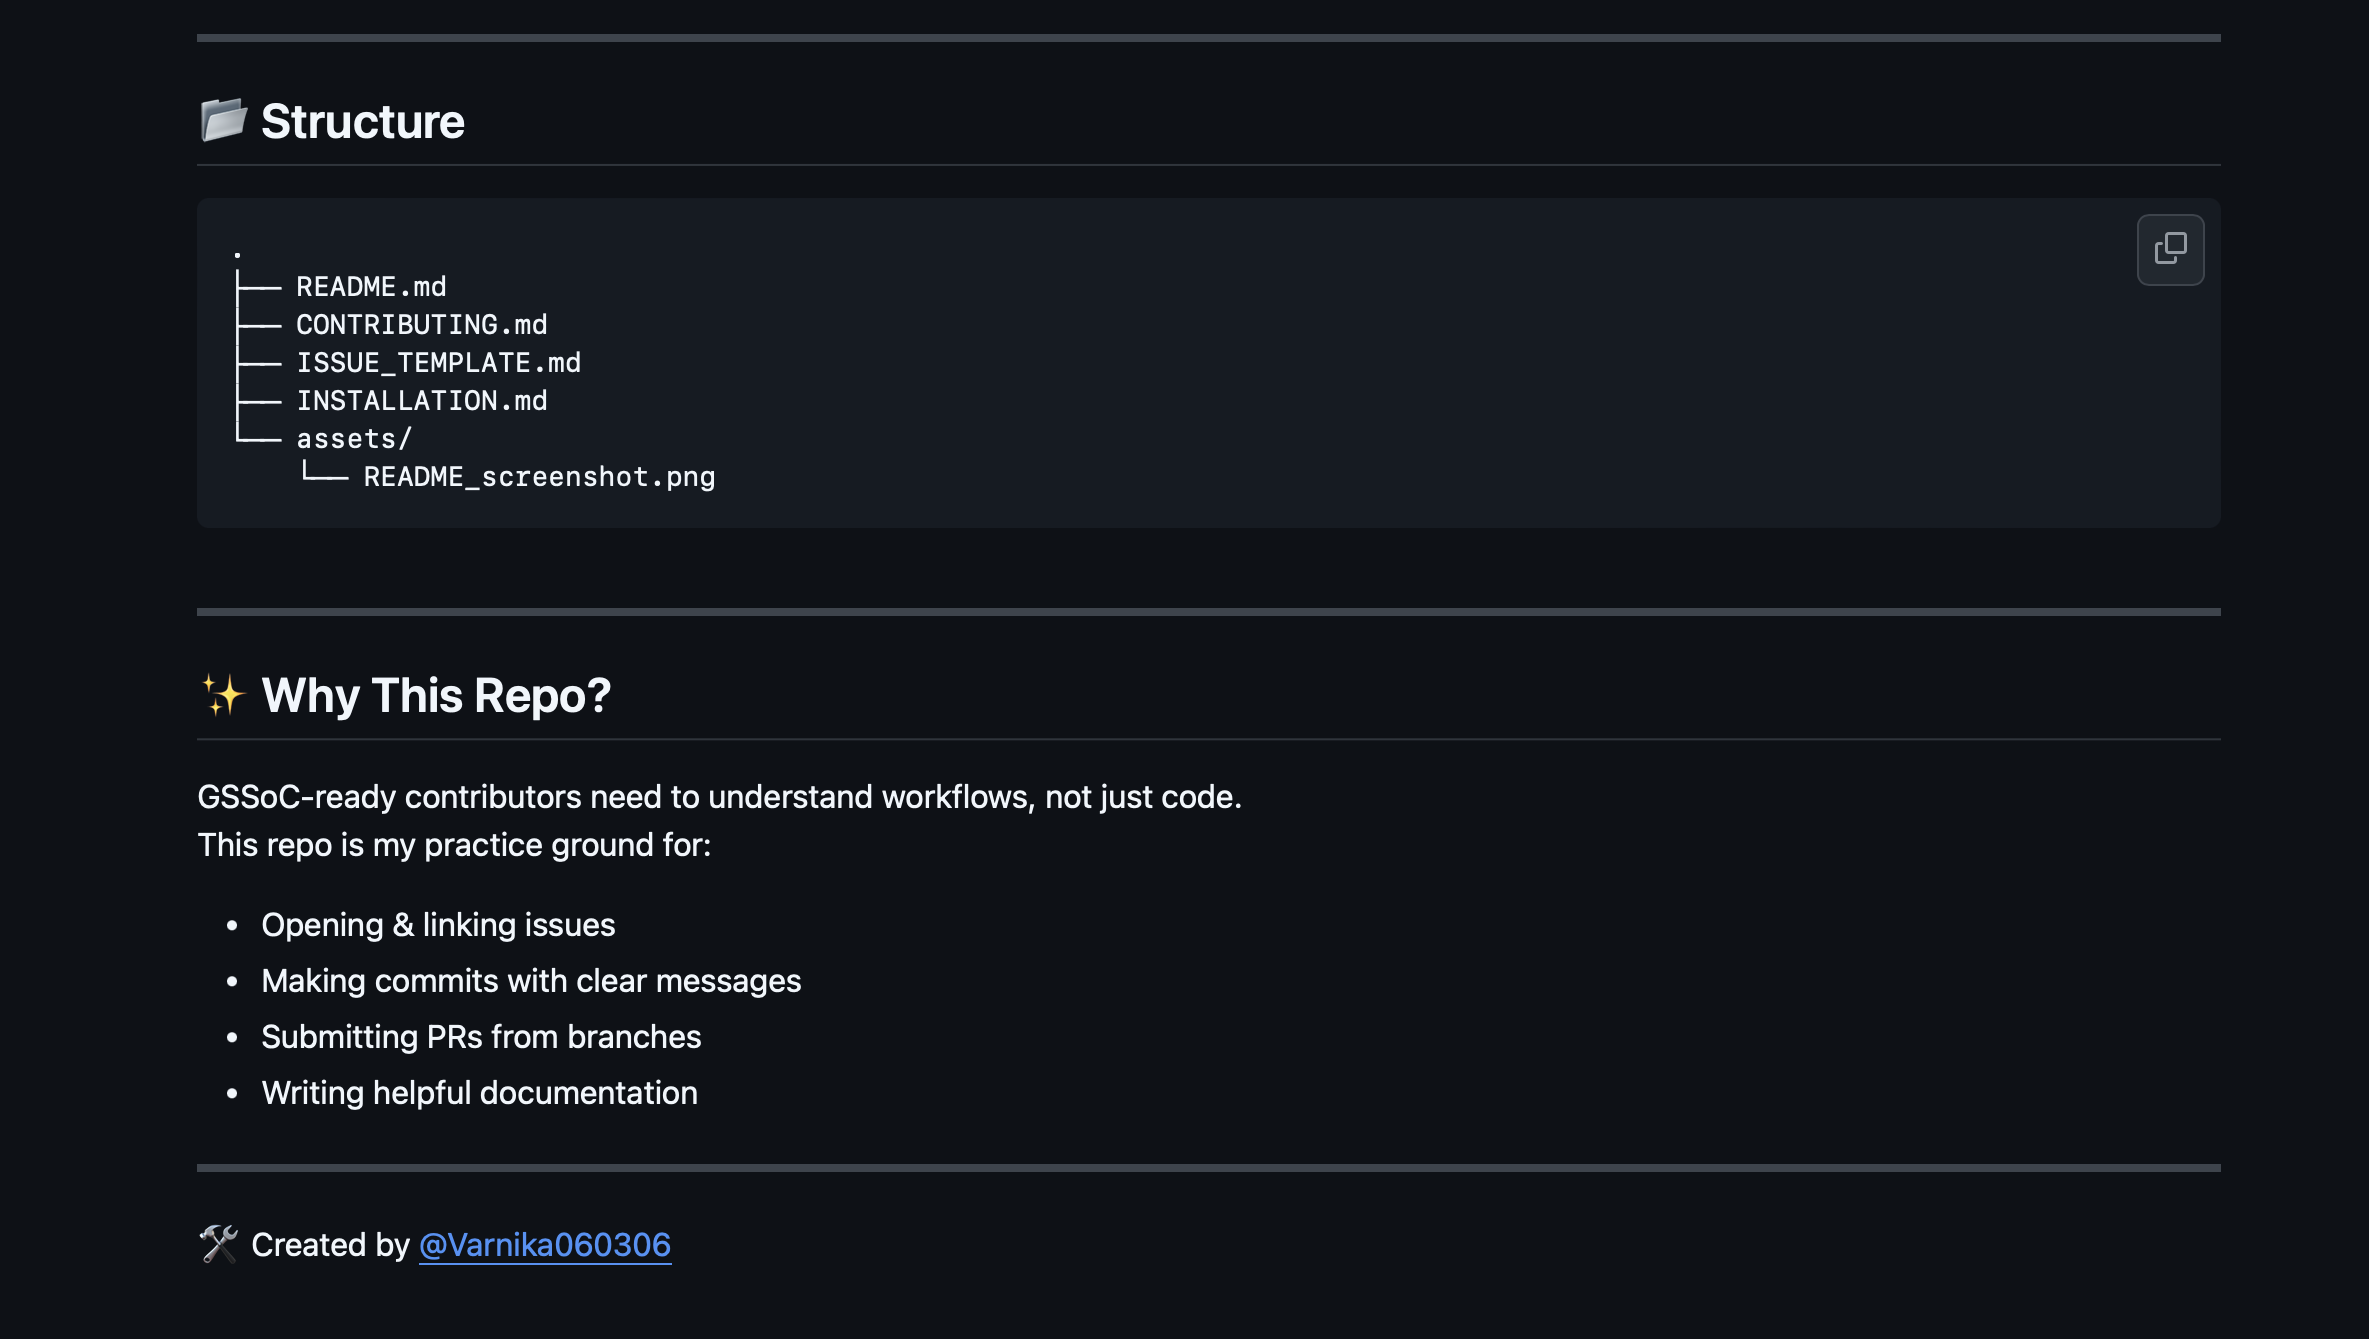 📁 Structure
.
├── README.md
├── CONTRIBUTING.md
├── ISSUE_TEMPLATE.md
├── INSTALLATION.md
└── assets/
    └── README_screenshot.png
✨ Why This Repo?
GSSoC-ready contributors need to understand workflows, not just code.
This repo is my practice ground for:
• Opening & linking issues
• Making commits with clear messages
• Submitting PRs from branches
• Writing helpful documentation
🛠️ Created by @Varnika060306